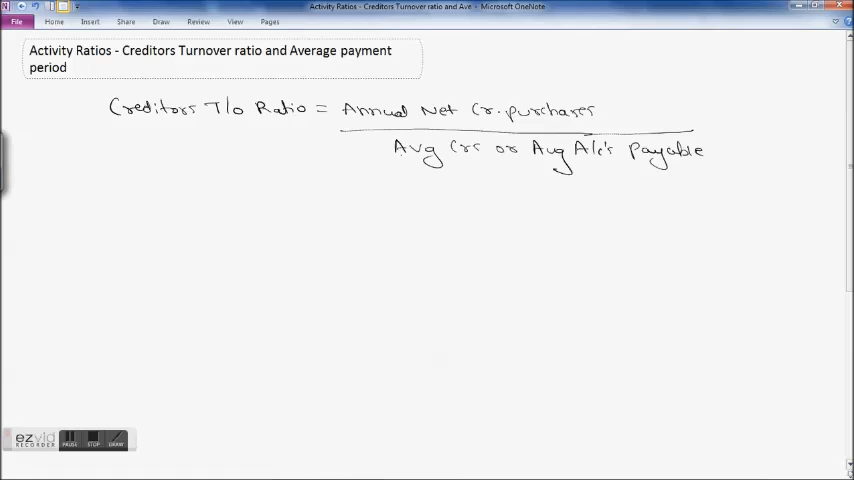 Activity Ratios - Creditors Turnover ratio and Ave - Microsoft OneNote
File Home Insert Share Draw Review View Pages
Activity Ratios - Creditors Turnover ratio and Average payment
period
Creditors T/o Ratio = Annual Net Cr. purchases
Avg Crs or Avg A/c's payable
ezvid
RECORDER
PAUSE STOP DRAW